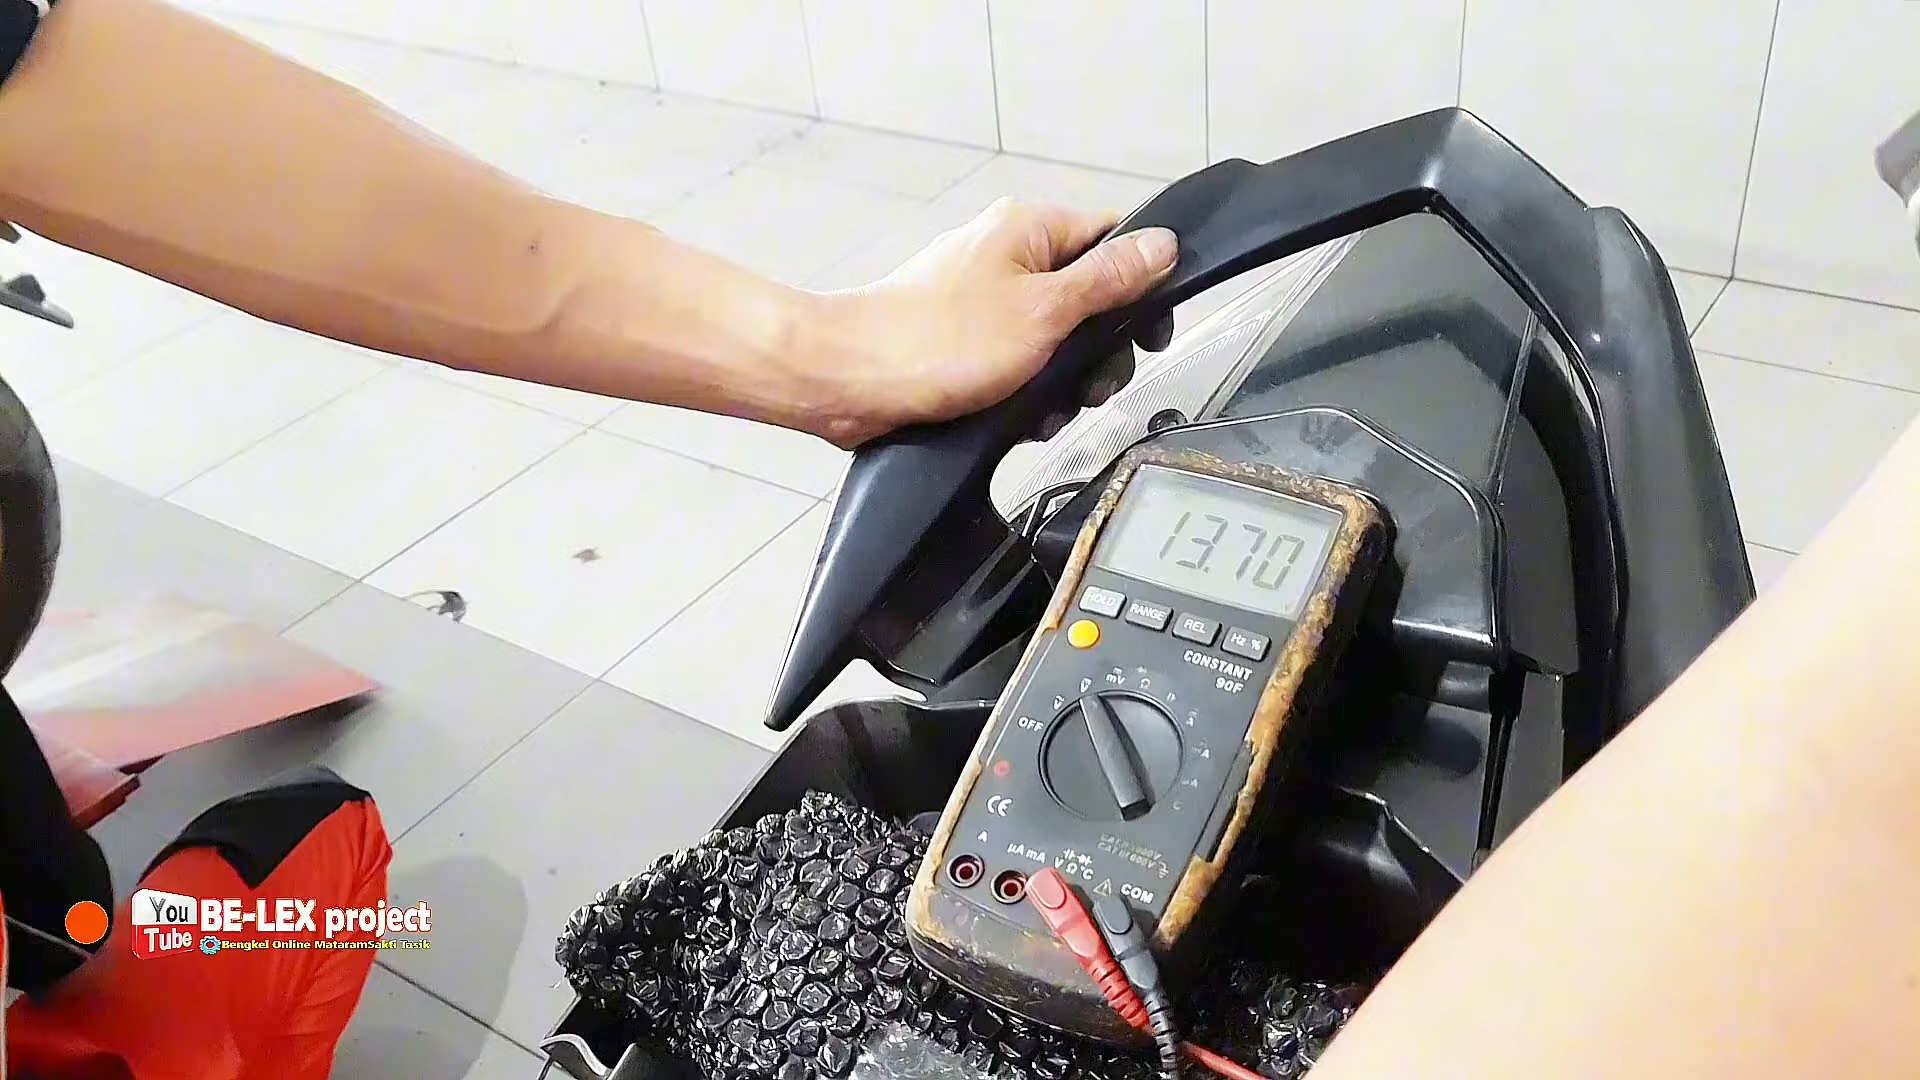 13.70
HOLD
RANGE
REL
Hz %
CONSTANT
90F
mV
Ω
V
V
OFF
A
A
CE
A
µA mA
V Ω °C
COM
You
Tube
BE-LEX project
Bengkel Online MataramSakti Tasik